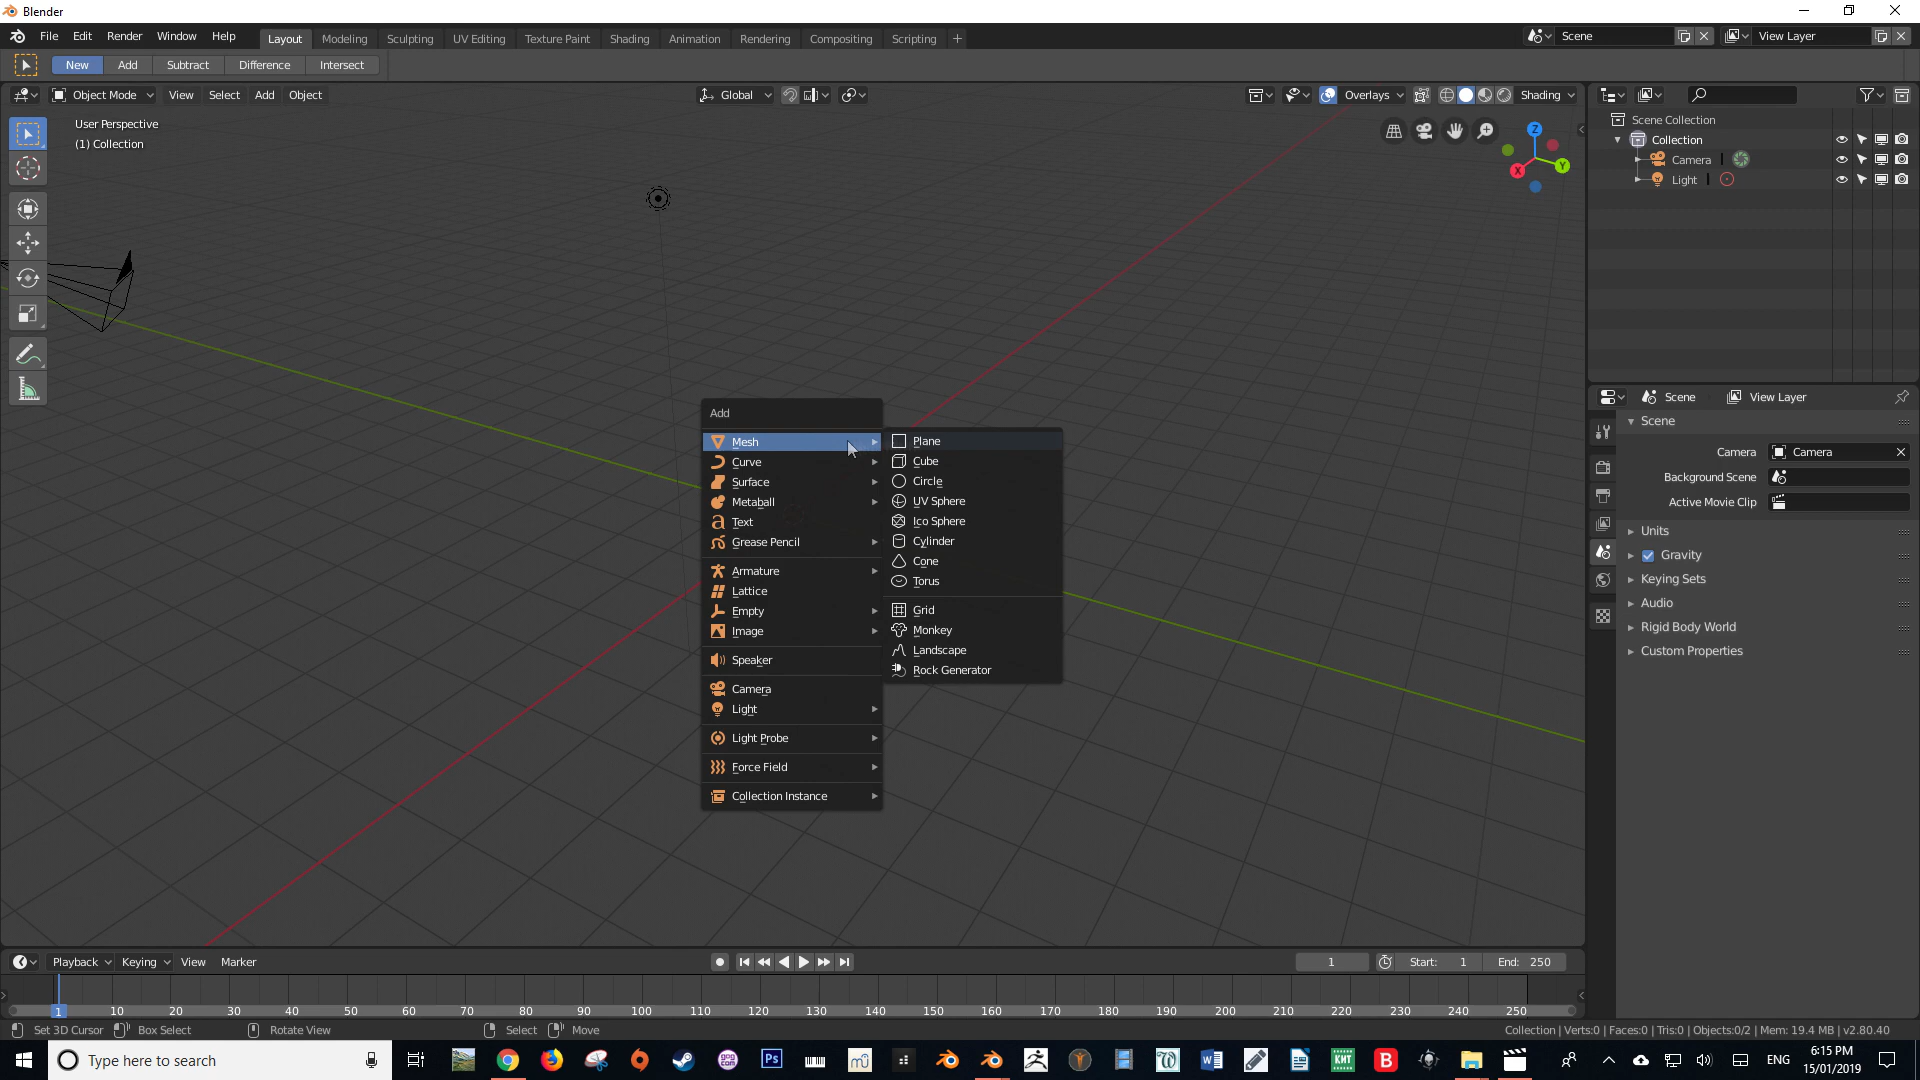 Blender
File Edit Render Window Help Layout Modeling Sculpting UV Editing Texture Paint Shading Animation Rendering Compositing Scripting + Scene View Layer
New Add Subtract Difference Intersect
Object Mode View Select Add Object Global Overlays Shading
User Perspective
(1) Collection
Z
Y
X
Scene Collection
Collection
Camera
Light
Add
Mesh
Curve
Surface
Metaball
Text
Grease Pencil
Armature
Lattice
Empty
Image
Speaker
Camera
Light
Light Probe
Force Field
Collection Instance
Plane
Cube
Circle
UV Sphere
Ico Sphere
Cylinder
Cone
Torus
Grid
Monkey
Landscape
Rock Generator
Scene View Layer
Scene
Camera Camera
Background Scene
Active Movie Clip
Units
Gravity
Keying Sets
Audio
Rigid Body World
Custom Properties
Playback Keying View Marker 1 Start: 1 End: 250
1 10 20 30 40 50 60 70 80 90 100 110 120 130 140 150 160 170 180 190 200 210 220 230 240 250
Set 3D Cursor Box Select Rotate View Select Move Collection | Verts:0 | Faces:0 | Tris:0 | Objects:0/2 | Mem: 19.4 MB | v2.80.40
Type here to search Ps W KMT B ENG 6:15 PM
15/01/2019